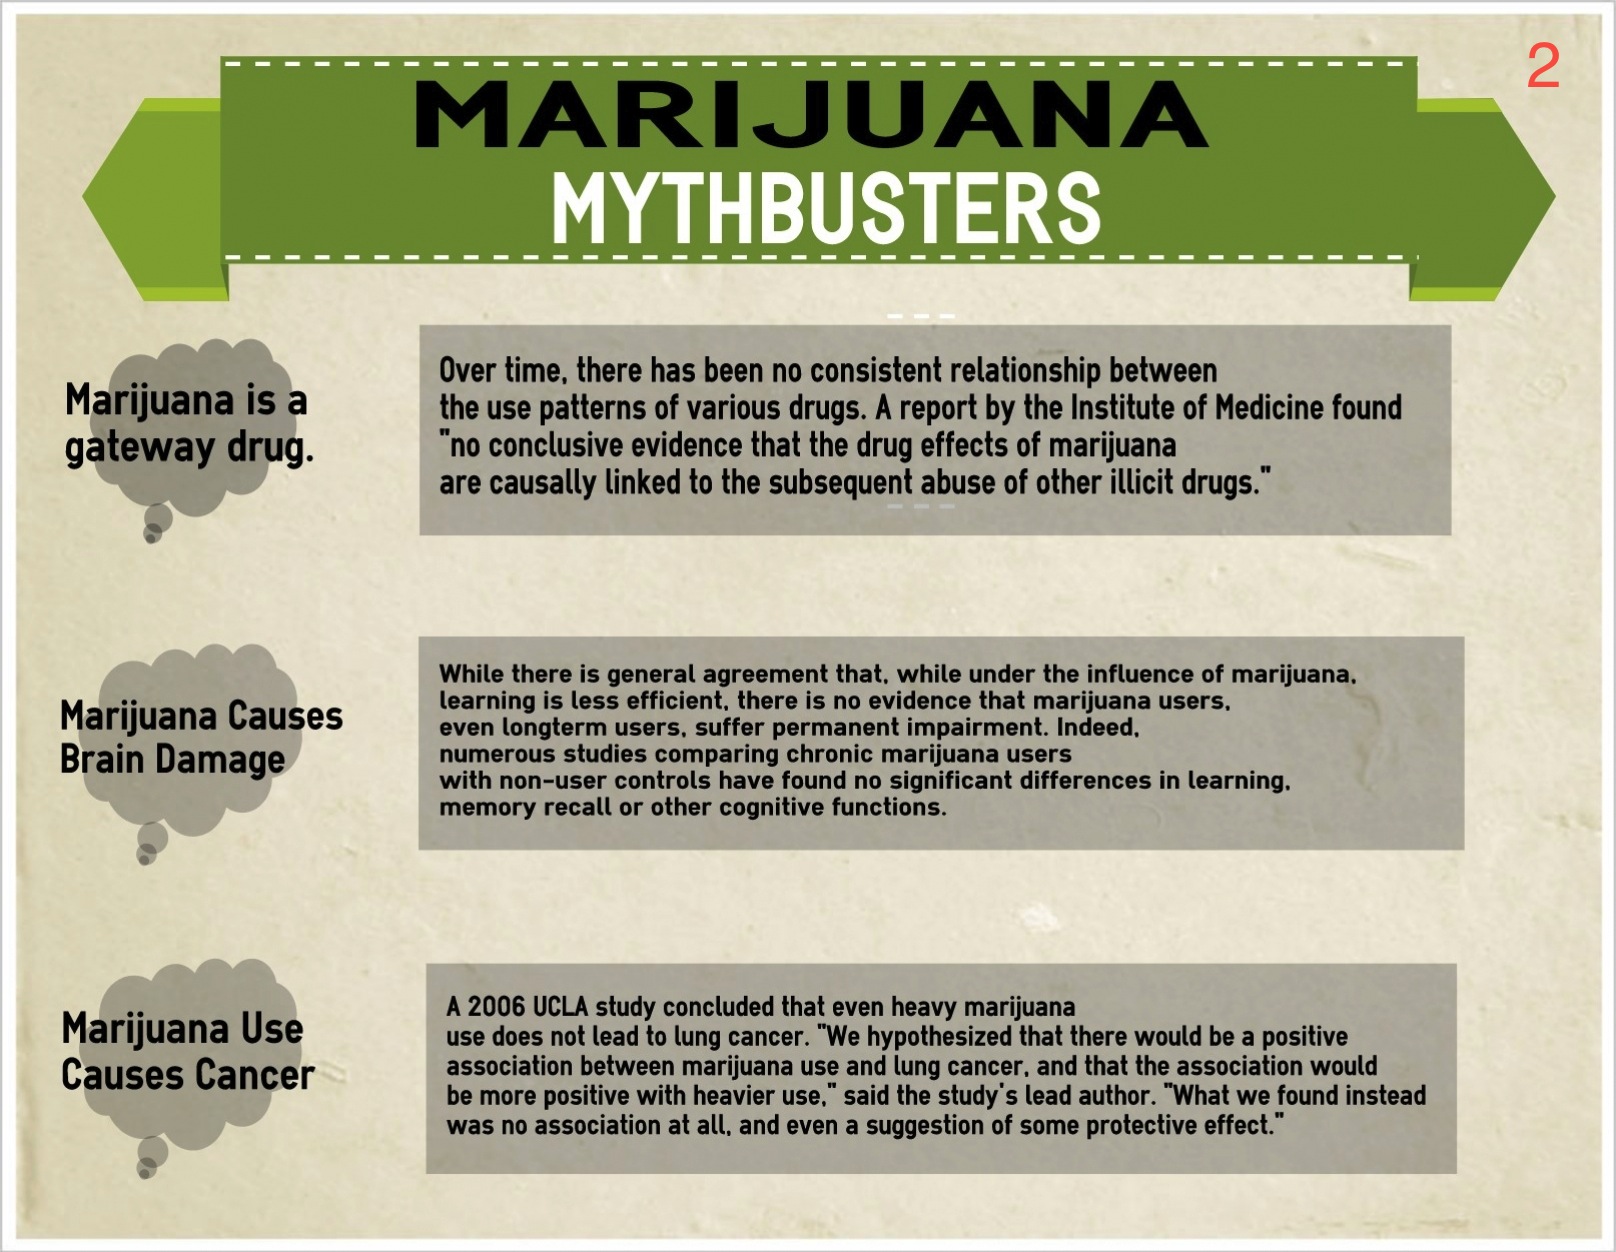 2
MARIJUANA
MYTHBUSTERS
Marijuana is a
gateway drug.
Over time, there has been no consistent relationship between
the use patterns of various drugs. A report by the Institute of Medicine found
"no conclusive evidence that the drug effects of marijuana
are causally linked to the subsequent abuse of other illicit drugs."
Marijuana Causes
Brain Damage
While there is general agreement that, while under the influence of marijuana,
learning is less efficient, there is no evidence that marijuana users,
even longterm users, suffer permanent impairment. Indeed,
numerous studies comparing chronic marijuana users
with non-user controls have found no significant differences in learning,
memory recall or other cognitive functions.
Marijuana Use
Causes Cancer
A 2006 UCLA study concluded that even heavy marijuana
use does not lead to lung cancer. "We hypothesized that there would be a positive
association between marijuana use and lung cancer, and that the association would
be more positive with heavier use," said the study's lead author. "What we found instead
was no association at all, and even a suggestion of some protective effect."